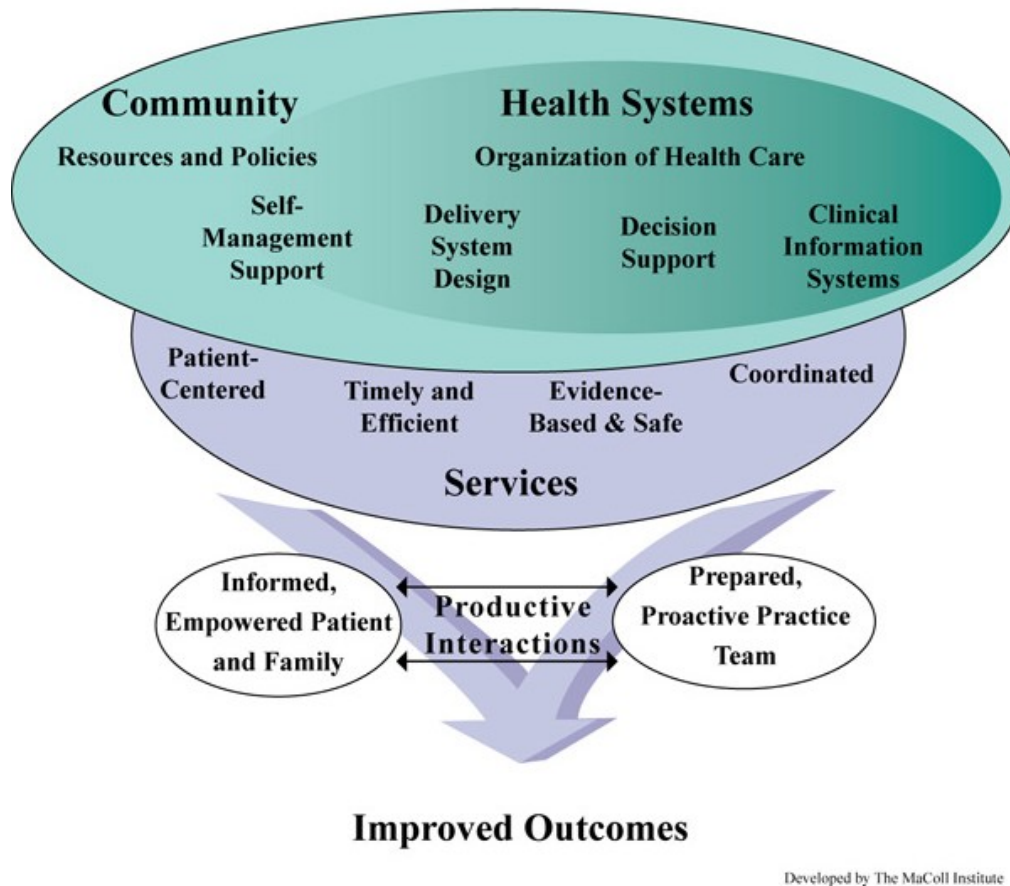 Community
Health Systems
Resources and Policies
Organization of Health Care
Self-
Management
Support
Delivery
System
Design
Decision
Support
Clinical
Information
Systems
Patient-
Centered
Timely and
Efficient
Evidence-
Based & Safe
Coordinated
Services
Informed,
Empowered Patient
and Family
Productive
Interactions
Prepared,
Proactive Practice
Team
Improved Outcomes
Developed by The MaColl Institute